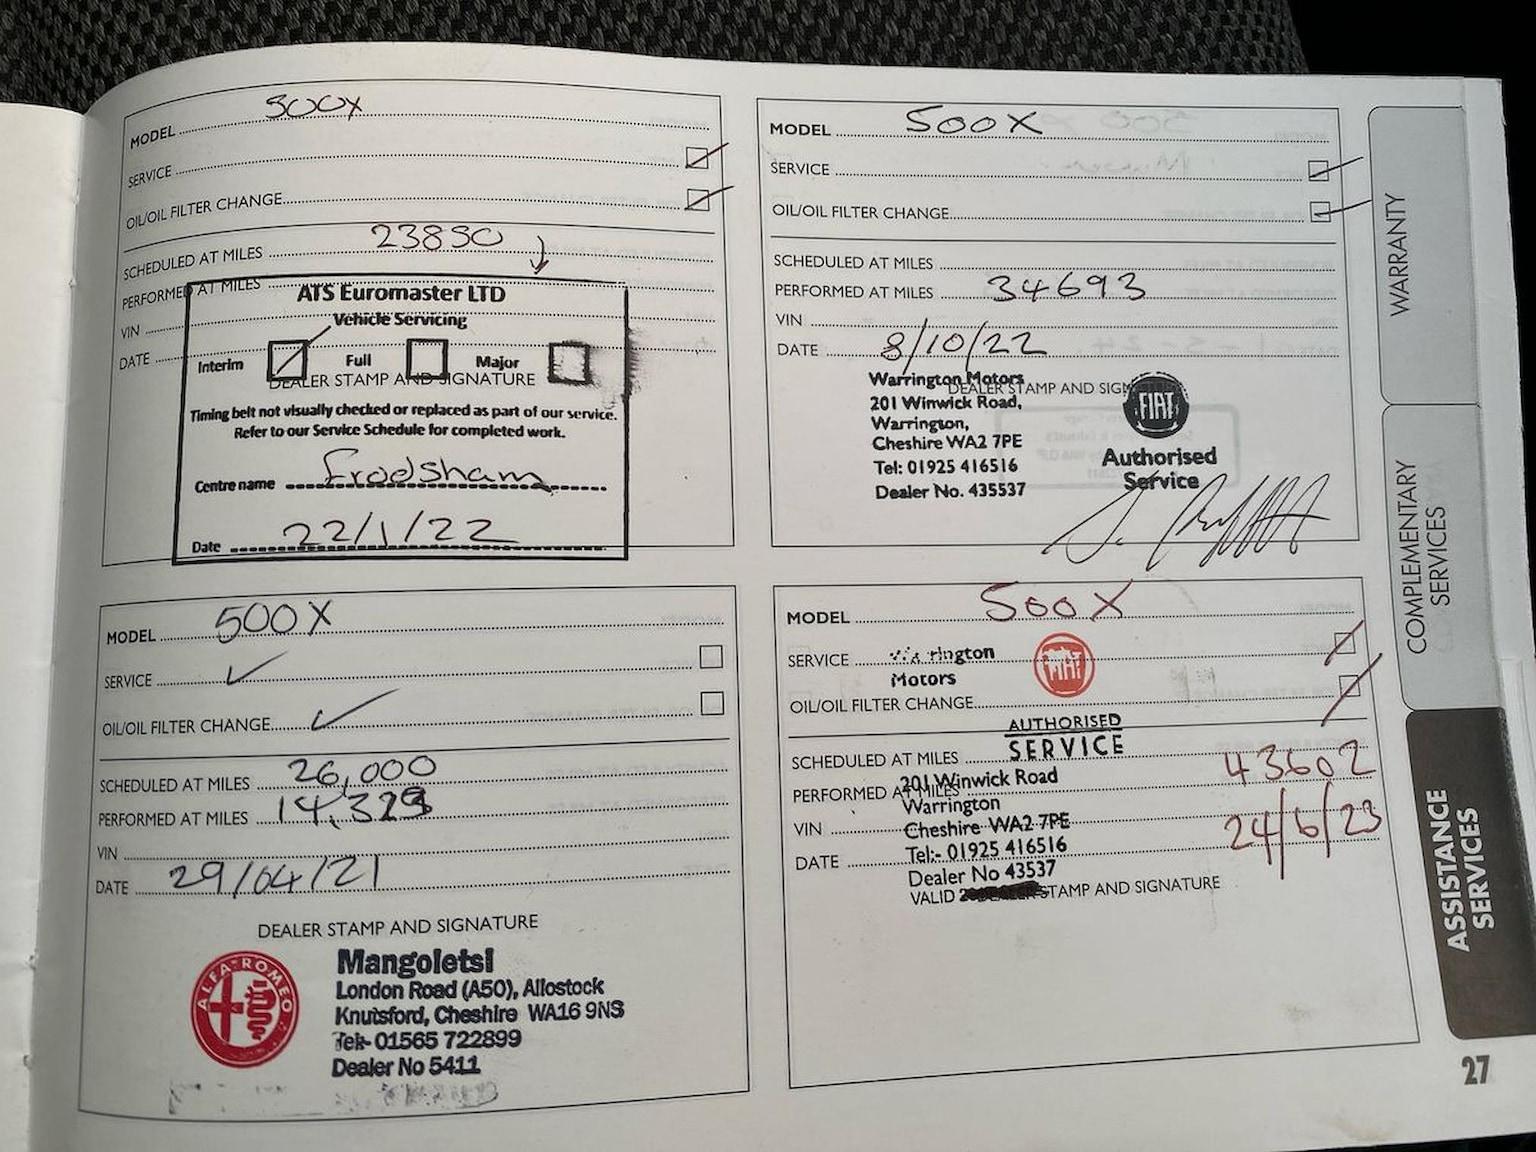 MODEL 500X
SERVICE
OIL/OIL FILTER CHANGE
SCHEDULED AT MILES 23850
PERFORMED AT MILES
VIN
DATE
ATS Euromaster LTD
Vehicle Servicing
Interim Full Major
DEALER STAMP AND SIGNATURE
Timing belt not visually checked or replaced as part of our service.
Refer to our Service Schedule for completed work.
Centre name Frodsham
Date 22/1/22
MODEL 500X
SERVICE
OIL/OIL FILTER CHANGE
SCHEDULED AT MILES
PERFORMED AT MILES 34693
VIN
DATE 8/10/22
DEALER STAMP AND SIGN
Warrington Motors
201 Winwick Road,
Warrington,
Cheshire WA2 7PE
Tel: 01925 416516
Dealer No. 435537
FIAT
Authorised
Service
MODEL 500X
SERVICE
OIL/OIL FILTER CHANGE
SCHEDULED AT MILES 26,000
PERFORMED AT MILES
VIN
DATE 29/04/21
DEALER STAMP AND SIGNATURE
ALFA-ROMEO
Mangoletsi
London Road (A50), Allostock
Knutsford, Cheshire WA16 9NS
Tel- 01565 722899
Dealer No 5411
MODEL 500X
SERVICE
OIL/OIL FILTER CHANGE
SCHEDULED AT MILES
PERFORMED AT MILES 43602
VIN
DATE 24/6/23
Warrington
Motors
FIAT
AUTHORISED
SERVICE
201 Winwick Road
Warrington
Cheshire WA2 7PE
Tel:- 01925 416516
Dealer No 43537
VALID STAMP AND SIGNATURE
WARRANTY
COMPLEMENTARY
SERVICES
ASSISTANCE
SERVICES
27